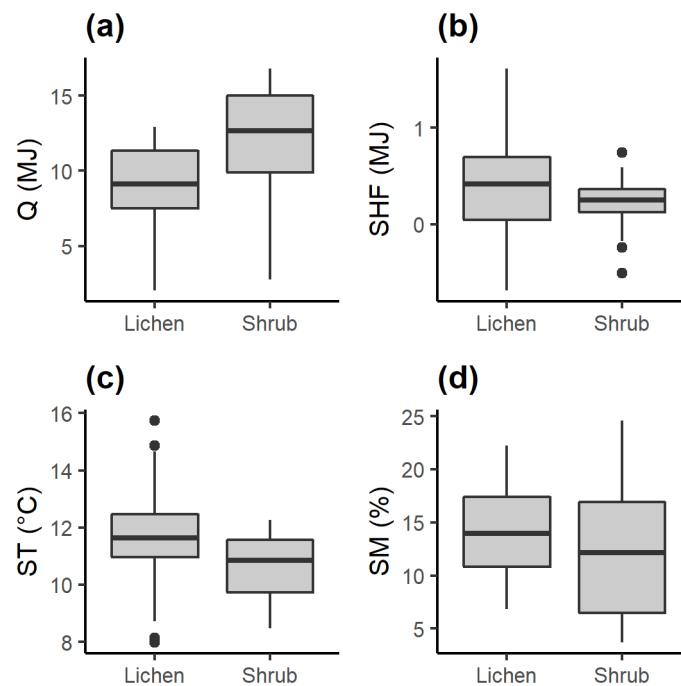 (a)
Q (MJ)
15
10
5
Lichen Shrub
(b)
SHF (MJ)
1
0
Lichen Shrub
(c)
ST (°C)
16
14
12
10
8
Lichen Shrub
(d)
SM (%)
25
20
15
10
5
Lichen Shrub